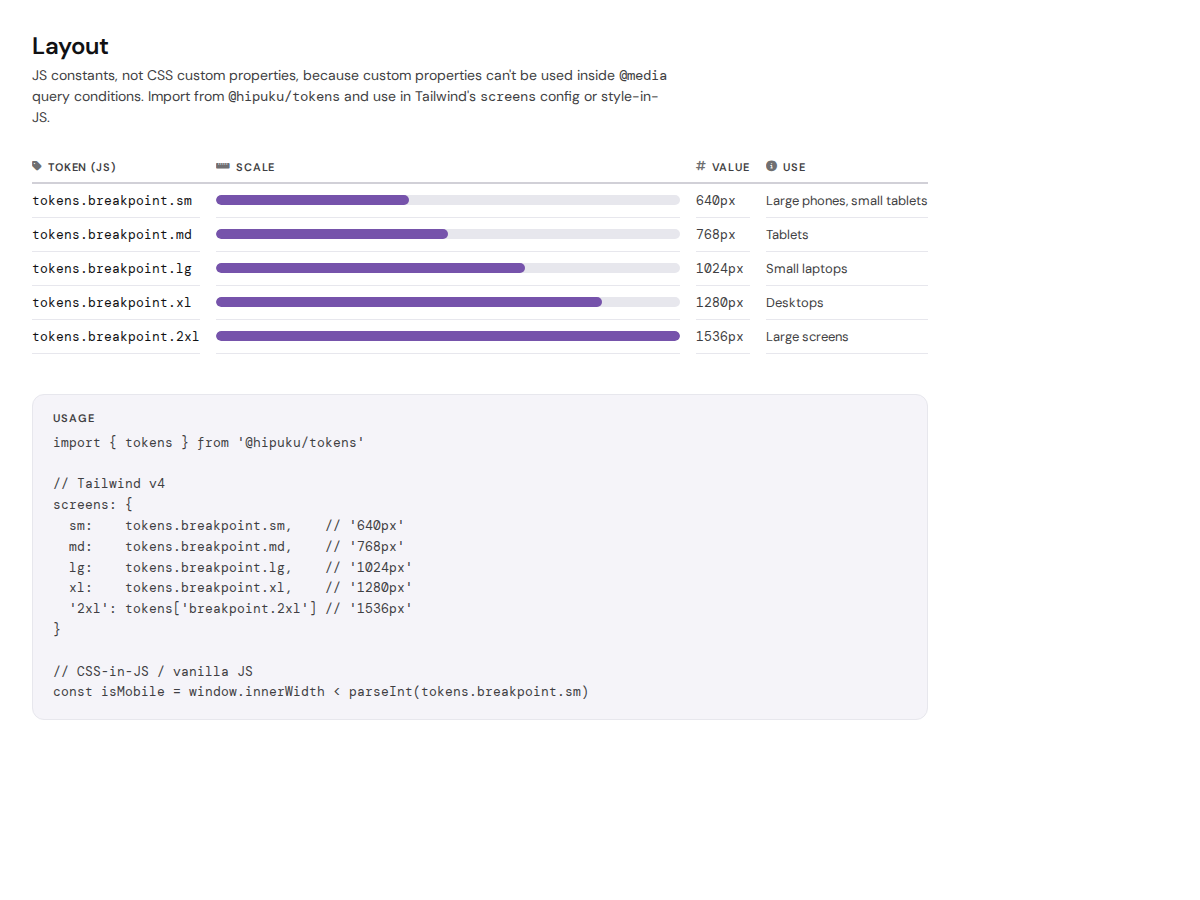 Layout
JS constants, not CSS custom properties, because custom properties can't be used inside @media
query conditions. Import from @hipuku/tokens and use in Tailwind's screens config or style-in-
JS.
TOKEN (JS) SCALE # VALUE USE
tokens.breakpoint.sm 640px Large phones, small tablets
tokens.breakpoint.md 768px Tablets
tokens.breakpoint.lg 1024px Small laptops
tokens.breakpoint.xl 1280px Desktops
tokens.breakpoint.2xl 1536px Large screens
USAGE
import { tokens } from '@hipuku/tokens'
// Tailwind v4
screens: {
  sm:    tokens.breakpoint.sm,    // '640px'
  md:    tokens.breakpoint.md,    // '768px'
  lg:    tokens.breakpoint.lg,    // '1024px'
  xl:    tokens.breakpoint.xl,    // '1280px'
  '2xl': tokens['breakpoint.2xl'] // '1536px'
}
// CSS-in-JS / vanilla JS
const isMobile = window.innerWidth < parseInt(tokens.breakpoint.sm)